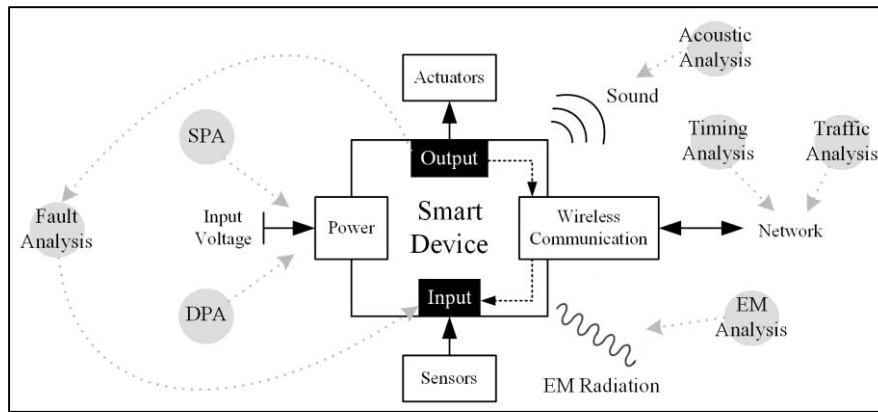 Acoustic
Analysis
Actuators
Sound
SPA
Timing
Analysis
Traffic
Analysis
Output
Fault
Analysis
Input
Voltage
Power
Smart
Device
Wireless
Communication
Network
DPA
Input
EM
Analysis
Sensors
EM Radiation